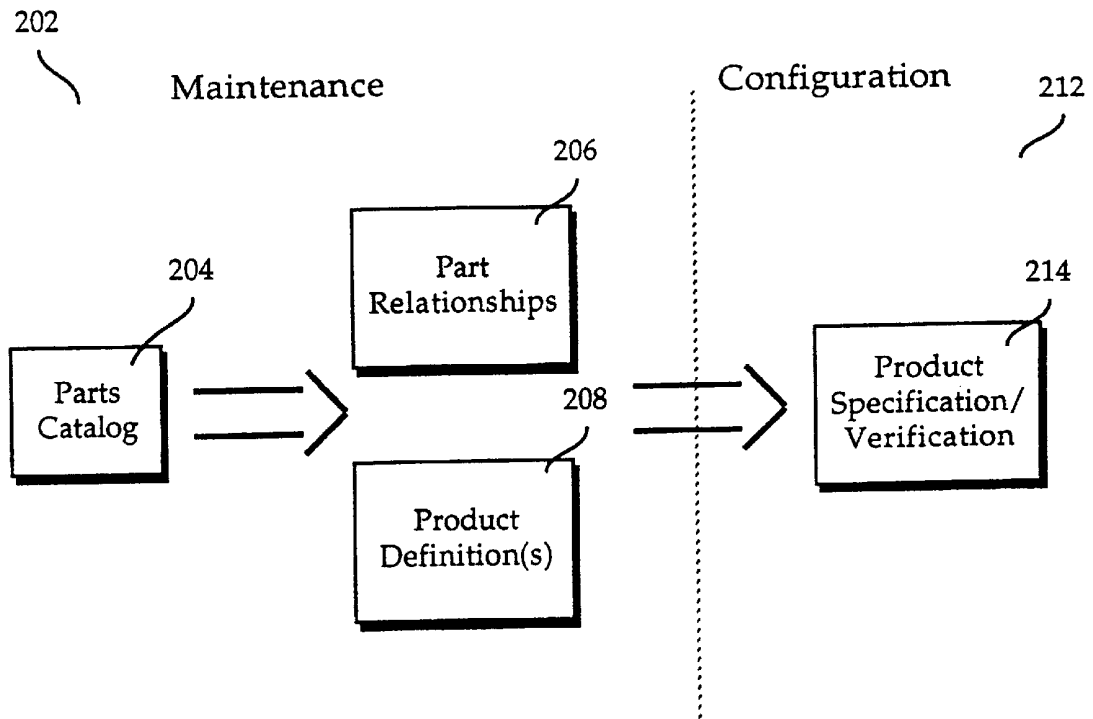 202
Maintenance
Configuration
212
206
Part
Relationships
204
Parts
Catalog
214
Product
Specification/
Verification
208
Product
Definition(s)